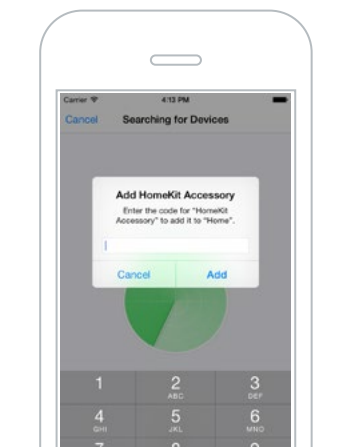 Carrier 4:13 PM
Cancel Searching for Devices
Add HomeKit Accessory
Enter the code for "HomeKit
Accessory" to add it to "Home".
Cancel Add
1 2 3
ABC DEF
4 5 6
GHI JKL MNO